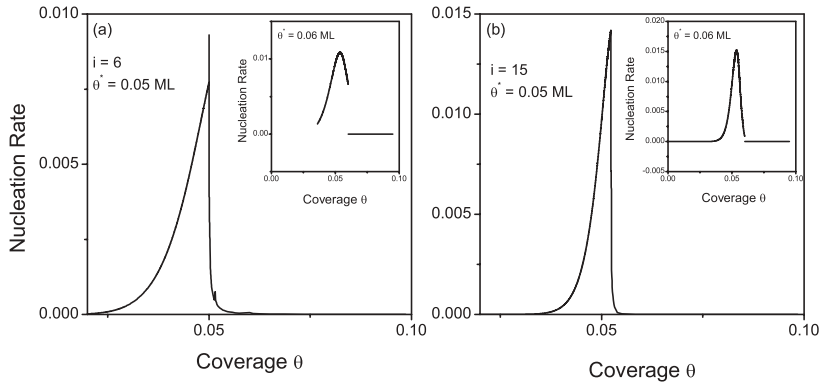 (a)
i = 6
θ* = 0.05 ML
Nucleation Rate
0.010
0.005
0.000
0.05
0.10
Coverage θ
θ* = 0.06 ML
Nucleation Rate
0.01
0.00
0.00
0.05
0.10
Coverage θ
(b)
i = 15
θ* = 0.05 ML
0.015
0.010
0.005
0.000
0.05
0.10
Coverage θ
θ* = 0.06 ML
Nucleation Rate
0.020
0.015
0.010
0.005
0.000
-0.005
0.00
0.05
0.10
Coverage θ